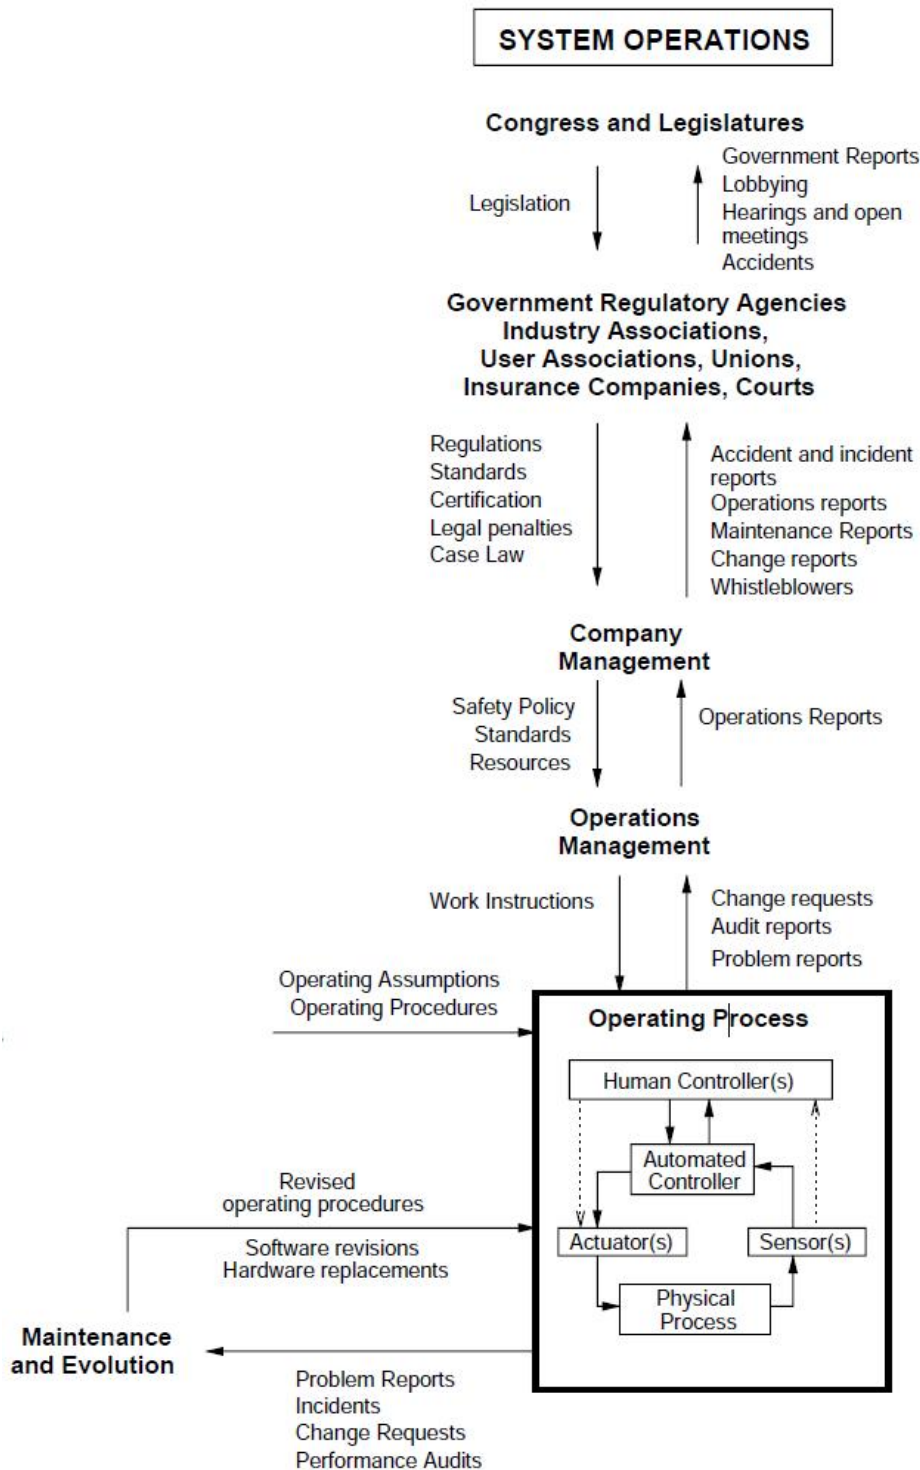 SYSTEM OPERATIONS
Congress and Legislatures
Legislation
Government Reports
Lobbying
Hearings and open
meetings
Accidents
Government Regulatory Agencies
Industry Associations,
User Associations, Unions,
Insurance Companies, Courts
Regulations
Standards
Certification
Legal penalties
Case Law
Accident and incident
reports
Operations reports
Maintenance Reports
Change reports
Whistleblowers
Company
Management
Safety Policy
Standards
Resources
Operations Reports
Operations
Management
Work Instructions
Change requests
Audit reports
Problem reports
Operating Assumptions
Operating Procedures
Operating Process
Human Controller(s)
Automated
Controller
Actuator(s)
Sensor(s)
Physical
Process
Revised
operating procedures
Software revisions
Hardware replacements
Maintenance
and Evolution
Problem Reports
Incidents
Change Requests
Performance Audits